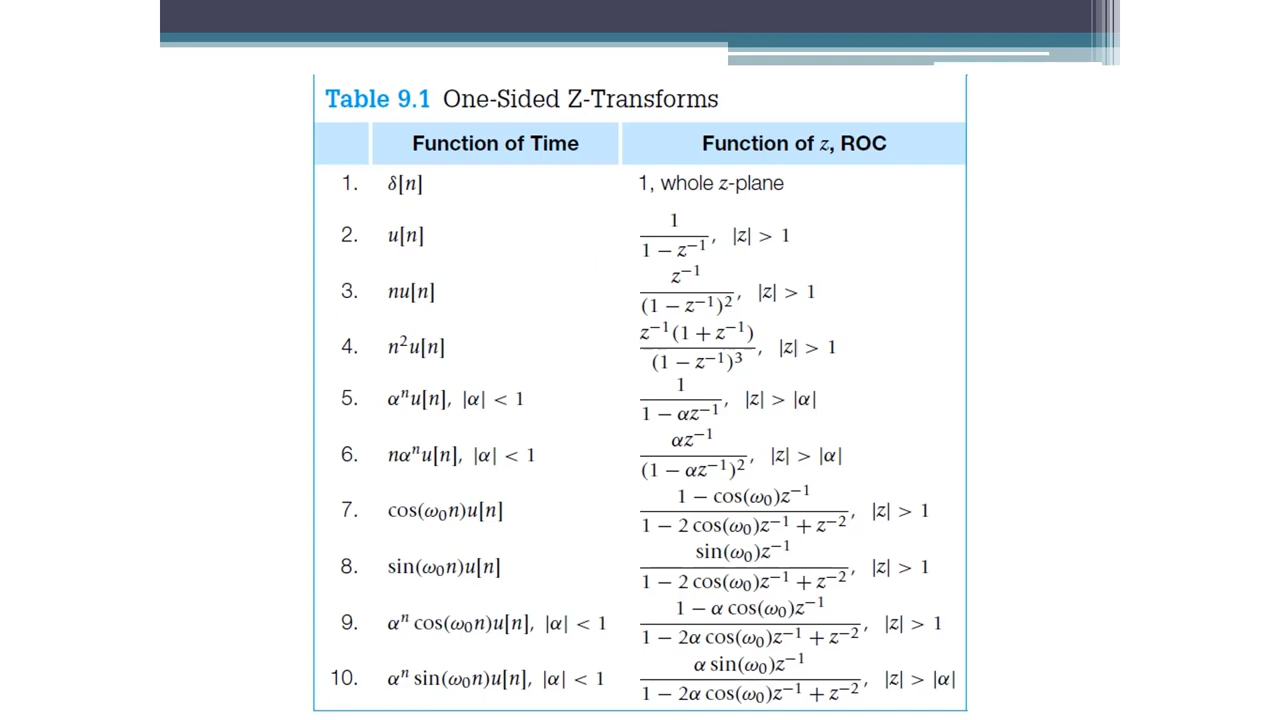 Table 9.1 One-Sided Z-Transforms
Function of Time Function of z, ROC
1. δ[n] 1, whole z-plane
2. u[n] 1/(1 − z⁻¹), |z| > 1
3. nu[n] z⁻¹/(1 − z⁻¹)², |z| > 1
4. n²u[n] z⁻¹(1 + z⁻¹)/(1 − z⁻¹)³, |z| > 1
5. αⁿu[n], |α| < 1 1/(1 − αz⁻¹), |z| > |α|
6. nαⁿu[n], |α| < 1 αz⁻¹/(1 − αz⁻¹)², |z| > |α|
7. cos(ω₀n)u[n] (1 − cos(ω₀)z⁻¹)/(1 − 2 cos(ω₀)z⁻¹ + z⁻²), |z| > 1
8. sin(ω₀n)u[n] sin(ω₀)z⁻¹/(1 − 2 cos(ω₀)z⁻¹ + z⁻²), |z| > 1
9. αⁿ cos(ω₀n)u[n], |α| < 1 (1 − α cos(ω₀)z⁻¹)/(1 − 2α cos(ω₀)z⁻¹ + z⁻²), |z| > 1
10. αⁿ sin(ω₀n)u[n], |α| < 1 α sin(ω₀)z⁻¹/(1 − 2α cos(ω₀)z⁻¹ + z⁻²), |z| > |α|